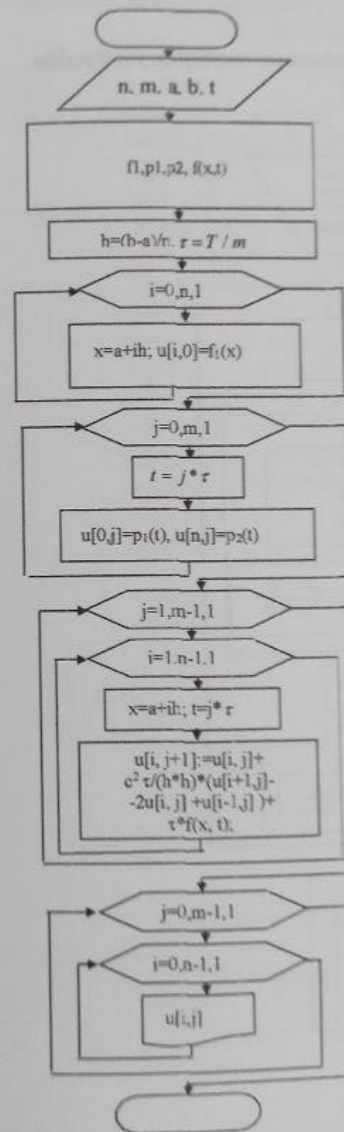 n. m. a. b. t
f1,p1,p2, f(x,t)
h=(b-a)/n. τ = T / m
i=0,n,1
x=a+ih; u[i,0]=f₁(x)
j=0,m,1
t = j * τ
u[0,j]=p₁(t), u[n,j]=p₂(t)
j=1,m-1,1
i=1.n-1.1
x=a+ih; t=j* τ
u[i, j+1]:=u[i, j]+
c² τ/(h*h)*(u[i+1,j]-
-2u[i, j] +u[i-1,j] )+
τ*f(x, t);
j=0,m-1,1
i=0,n-1,1
u[i,j]